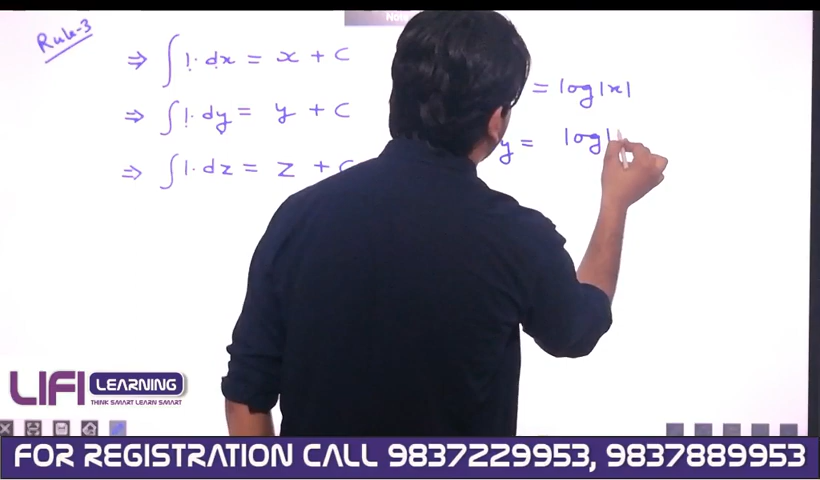 Rule-3
⇒ ∫1. dx = x + C
⇒ ∫1. dy = y + C
⇒ ∫1. dz = z + C
= log|x|
y = log|
LIFI LEARNING
THINK SMART LEARN SMART
FOR REGISTRATION CALL 9837229953, 9837889953